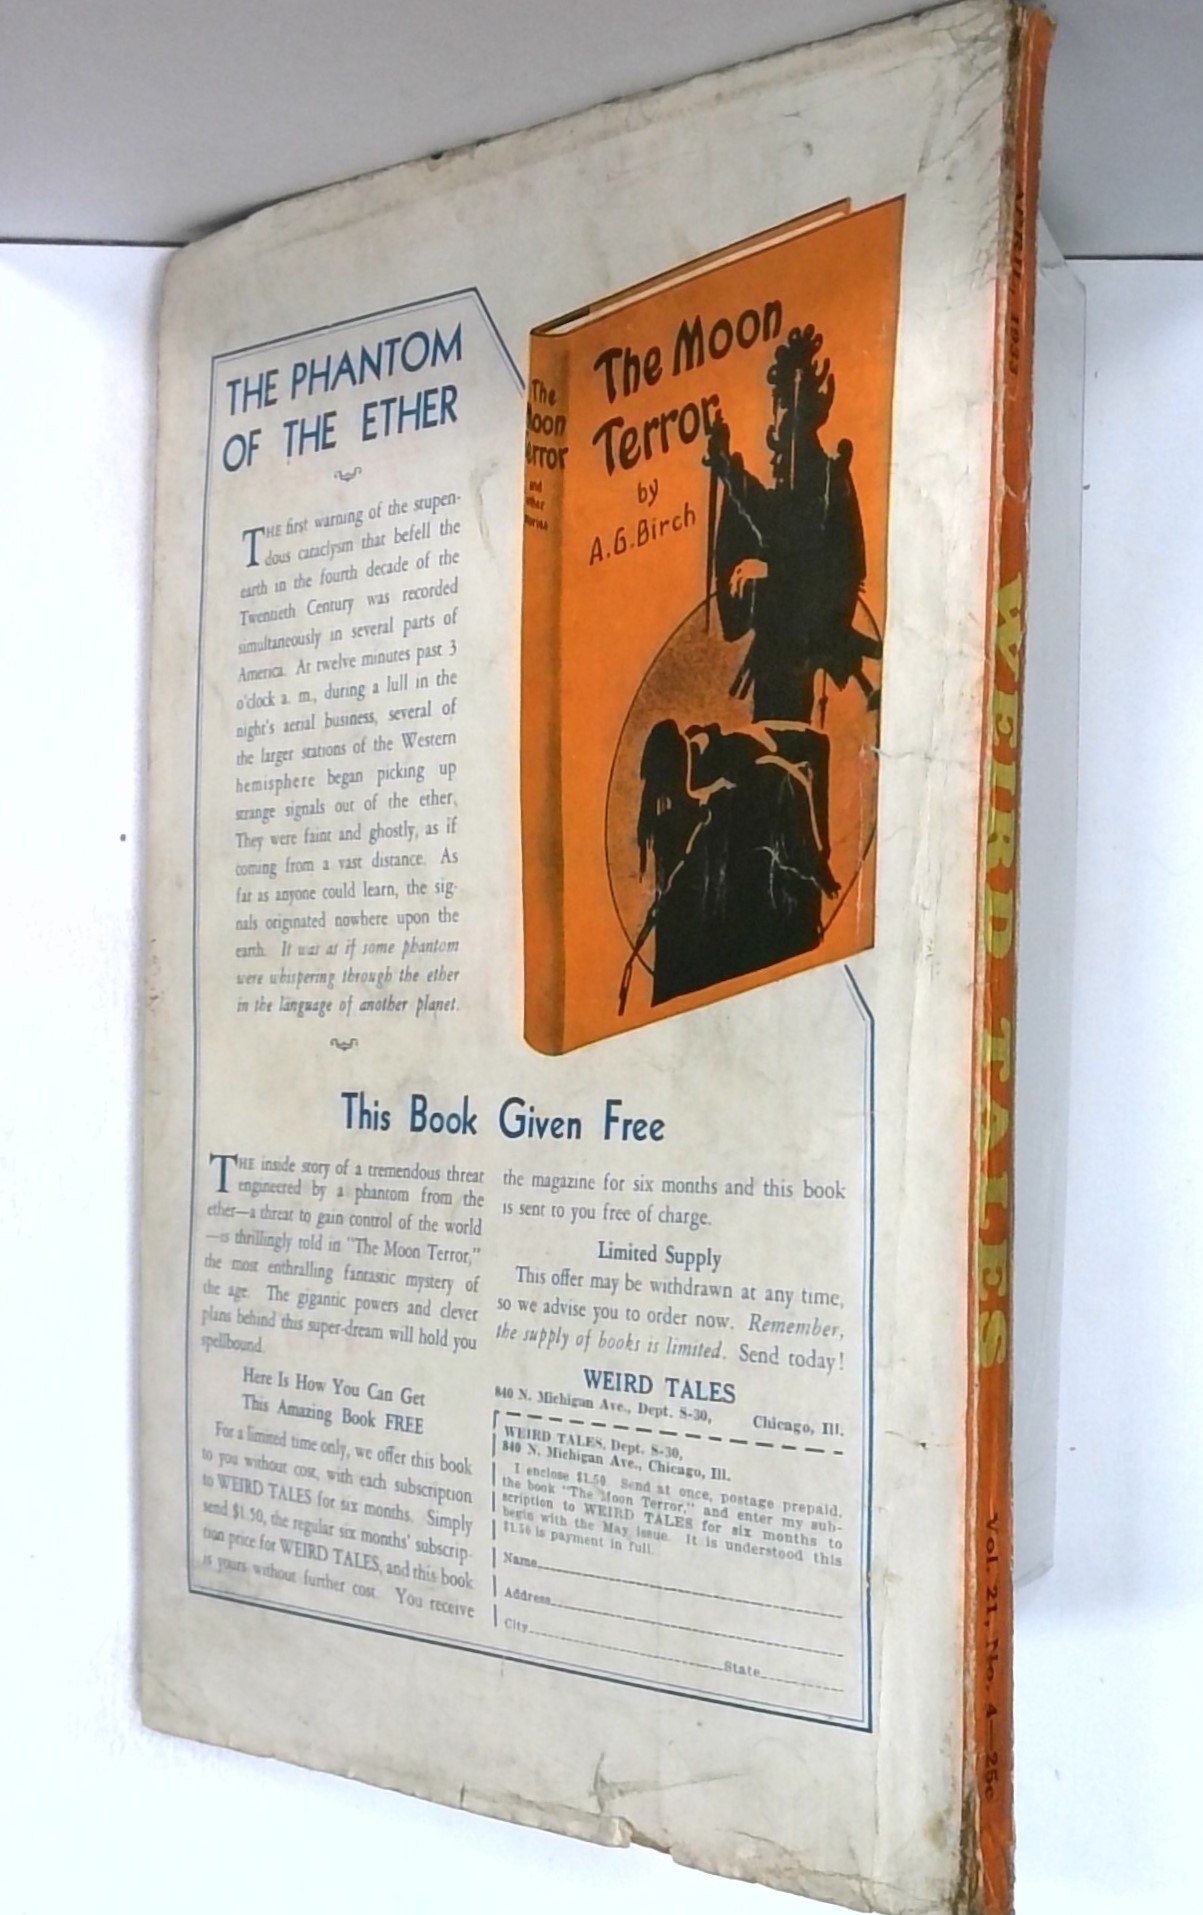 THE PHANTOM
OF THE ETHER
THE first warning of the stupen-
dous cataclysm that befell the
earth in the fourth decade of the
Twentieth Century was recorded
simultaneously in several parts of
America. At twelve minutes past 3
o'clock a. m., during a lull in the
night's aerial business, several of
the larger stations of the Western
hemisphere began picking up
strange signals out of the ether.
They were faint and ghostly, as if
coming from a vast distance. As
far as anyone could learn, the sig-
nals originated nowhere upon the
earth. It was as if some phantom
were whispering through the ether
in the language of another planet.
The
Moon
Terror
and
other
stories
The Moon
Terror
by
A.G.Birch
This Book Given Free
THE inside story of a tremendous threat
engineered by a phantom from the
ether—a threat to gain control of the world
—is thrillingly told in "The Moon Terror,"
the most enthralling fantastic mystery of
the age. The gigantic powers and clever
plans behind this super-dream will hold you
spellbound.
Here Is How You Can Get
This Amazing Book FREE
For a limited time only, we offer this book
to you without cost, with each subscription
to WEIRD TALES for six months. Simply
send $1.50, the regular six months' subscrip-
tion price for WEIRD TALES, and this book
is yours without further cost. You receive
the magazine for six months and this book
is sent to you free of charge.
Limited Supply
This offer may be withdrawn at any time,
so we advise you to order now. Remember,
the supply of books is limited. Send today!
WEIRD TALES
840 N. Michigan Ave., Dept. S-30, Chicago, Ill.
WEIRD TALES, Dept. S-30,
840 N. Michigan Ave., Chicago, Ill.
I enclose $1.50. Send at once, postage prepaid,
the book "The Moon Terror," and enter my sub-
scription to WEIRD TALES for six months to
begin with the May issue. It is understood this
$1.50 is payment in full.
Name
Address
City State
APRIL, 1933
WEIRD TALES
Vol. 21, No. 4—25c